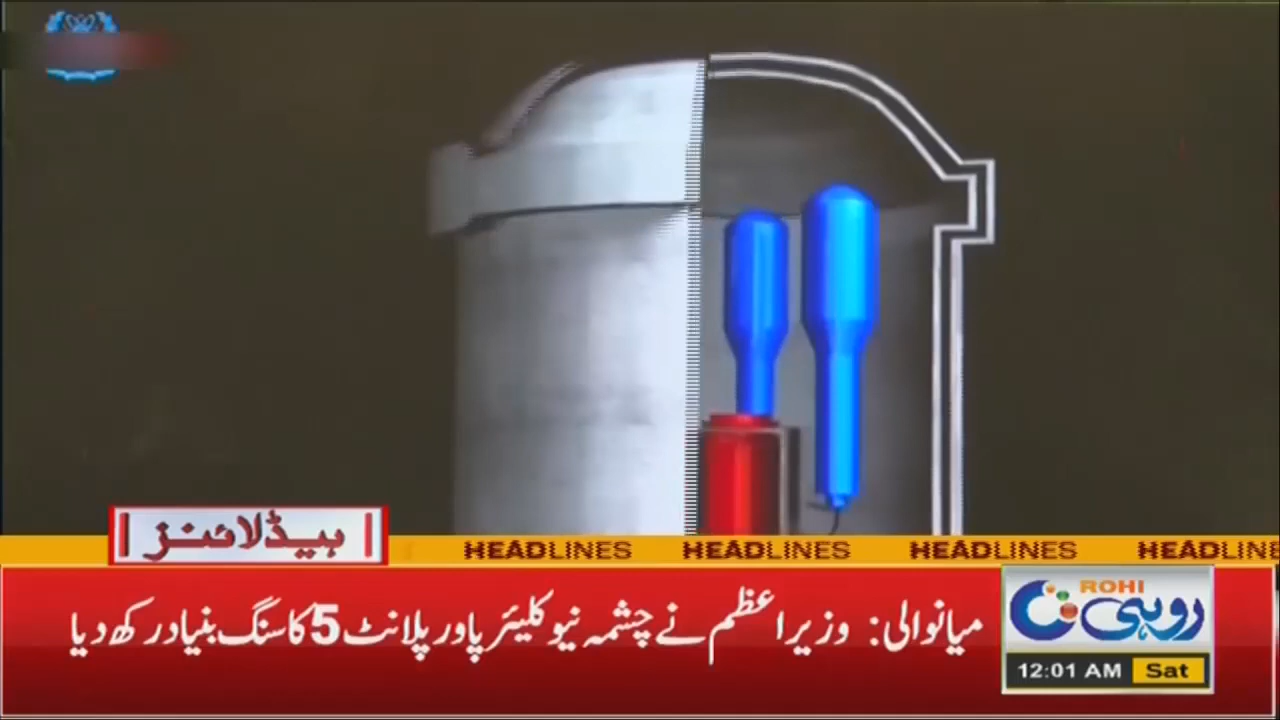 ہیڈلائنز
HEADLINES HEADLINES HEADLINES HEADLINE
میانوالی: وزیراعظم نے چشمہ نیوکلیئر پاور پلانٹ 5 کا سنگ بنیاد رکھ دیا
ROHI
روہی
12:01 AM Sat